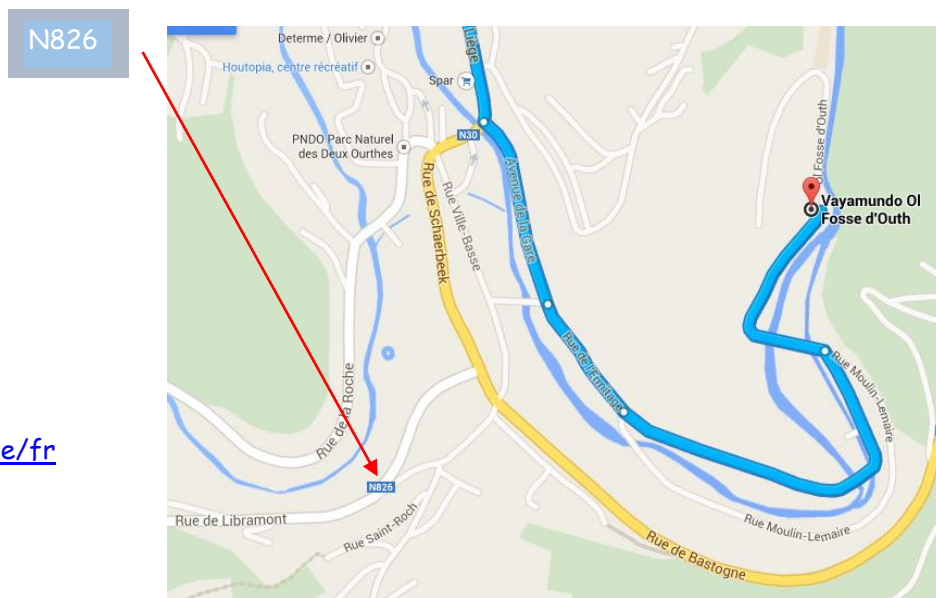 N826
Determe / Olivier
Houtopia, centre récréatif
Spar
Liège
N30
PNDO Parc Naturel
des Deux Ourthes
Avenue de la Gare
Rue de Schaerbeek
Rue Ville-Basse
Ol Fosse d'Outh
Vayamundo Ol
Fosse d'Outh
Rue de l'Ermitage
Rue Moulin-Lemaire
Rue de la Roche
e/fr
N826
Rue de Libramont
Rue Saint-Roch
Rue Moulin-Lemaire
Rue de Bastogne